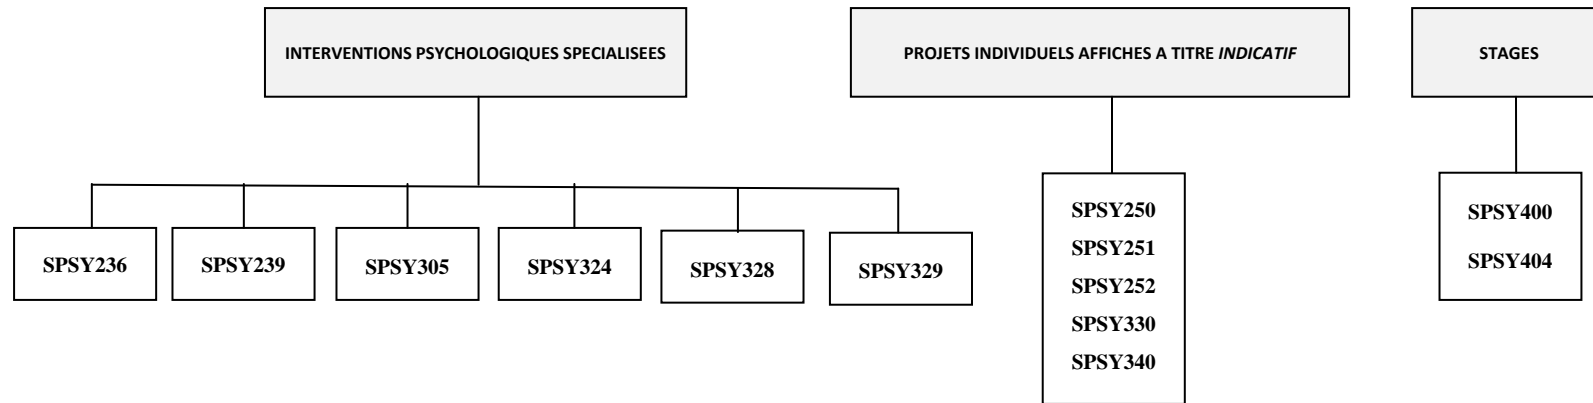 INTERVENTIONS PSYCHOLOGIQUES SPECIALISEES
PROJETS INDIVIDUELS AFFICHES A TITRE INDICATIF
STAGES
SPSY236
SPSY239
SPSY305
SPSY324
SPSY328
SPSY329
SPSY250
SPSY251
SPSY252
SPSY330
SPSY340
SPSY400
SPSY404